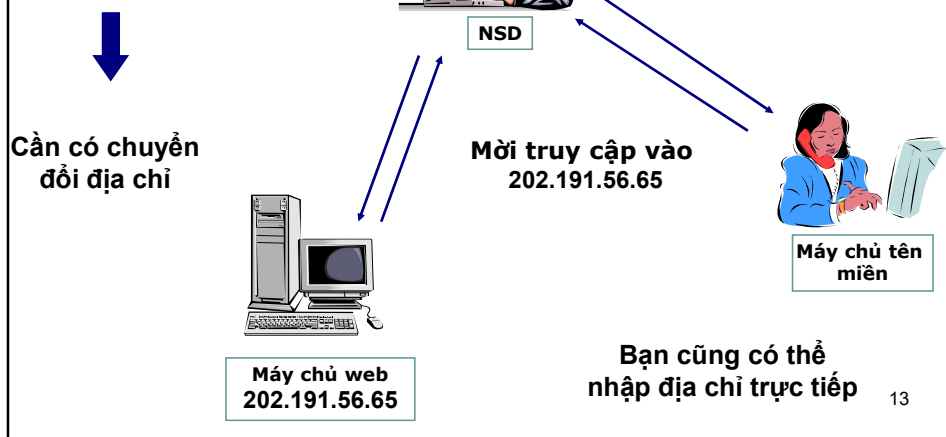 NSD
Cần có chuyển
đổi địa chỉ
Mời truy cập vào
202.191.56.65
Máy chủ tên
miền
Máy chủ web
202.191.56.65
Bạn cũng có thể
nhập địa chỉ trực tiếp
13